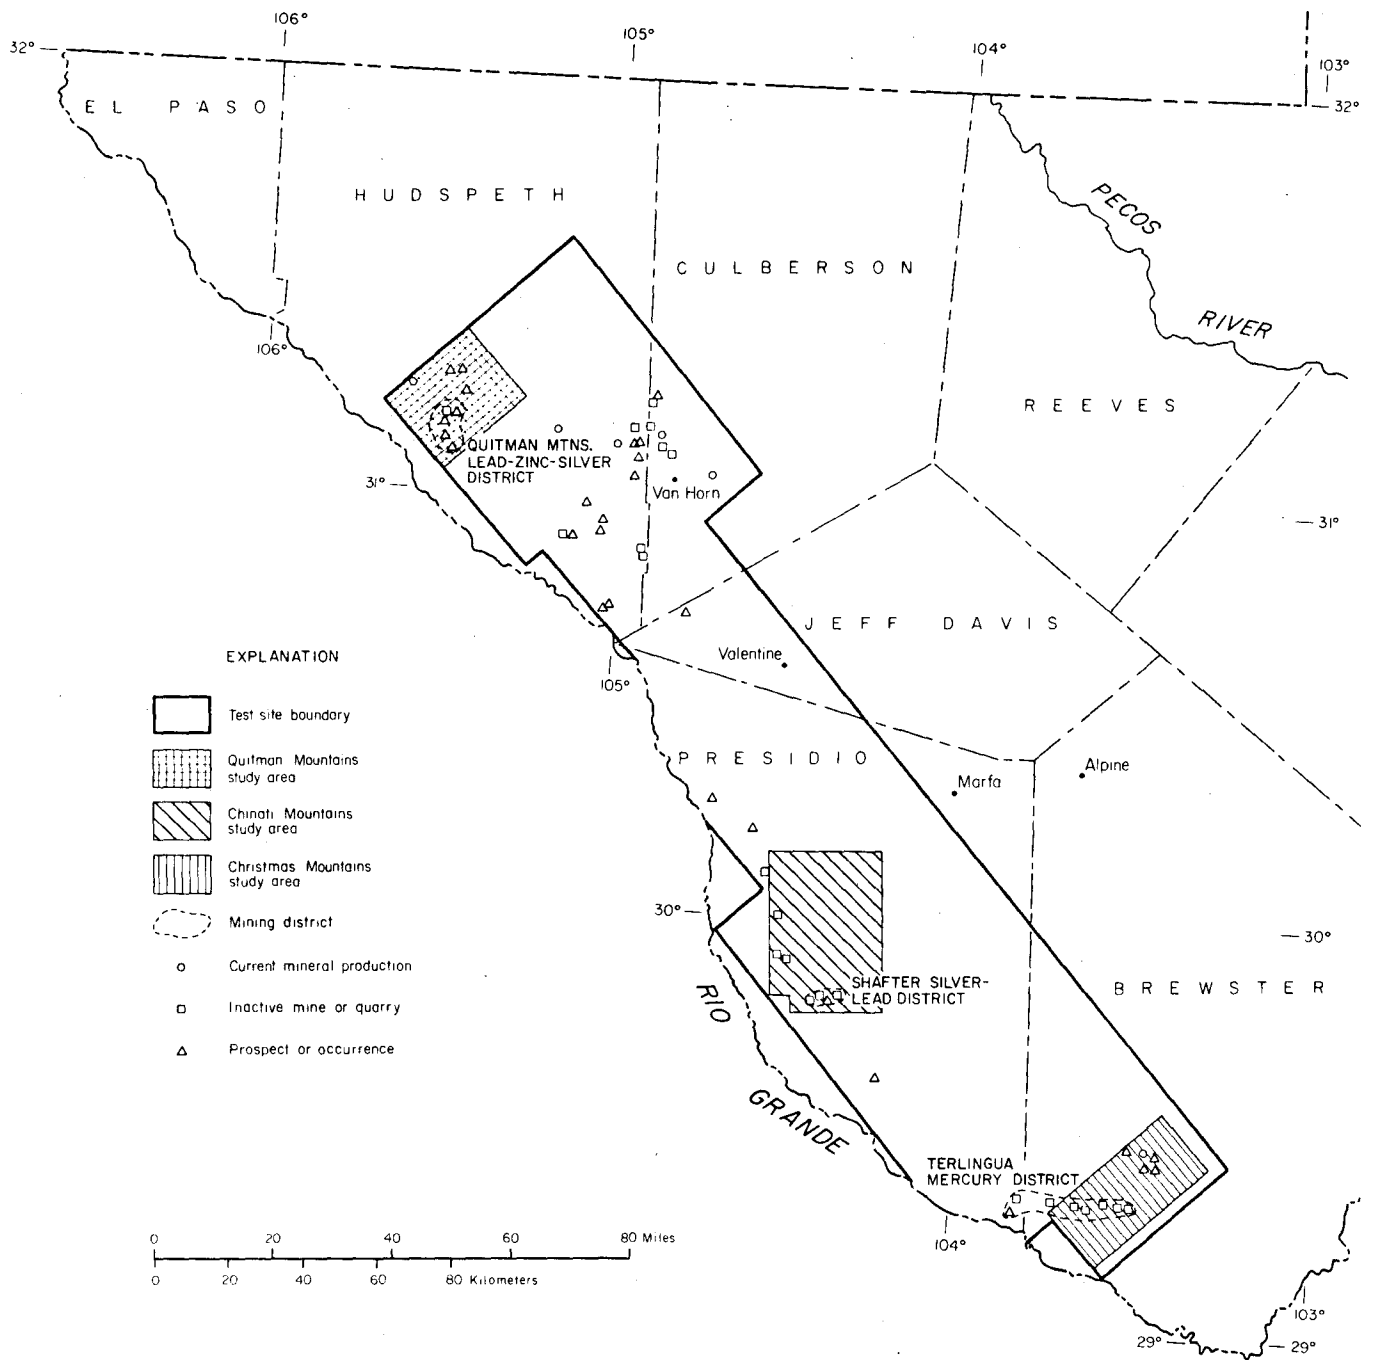 106°
105°
104°
103°
32°
32°
EL PASO
HUDSPETH
CULBERSON
PECOS
RIVER
106°
REEVES
QUITMAN MTNS.
LEAD-ZINC-SILVER
DISTRICT
31°
Van Horn
31°
JEFF DAVIS
Valentine
105°
EXPLANATION
Test site boundary
Quitman Mountains
study area
Chinati Mountains
study area
Christmas Mountains
study area
Mining district
Current mineral production
Inactive mine or quarry
Prospect or occurrence
PRESIDIO
Marfa
Alpine
30°
30°
SHAFTER SILVER-
LEAD DISTRICT
BREWSTER
RIO
GRANDE
TERLINGUA
MERCURY DISTRICT
104°
0 20 40 60 80 Miles
0 20 40 60 80 Kilometers
103°
29°
29°